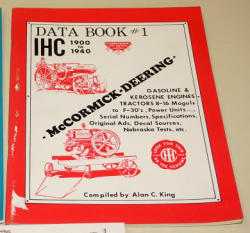 DATA BOOK #1
IHC 1900 to 1940
McCORMICK-DEERING
GASOLINE &
KEROSENE ENGINES
TRACTORS 8-16 Moguls
to F-30's, Power Units...,
Serial Numbers, Specifications,
Original Ads, Decal Sources,
Nebraska Tests, etc.
IHC
Compiled by Alan C. King